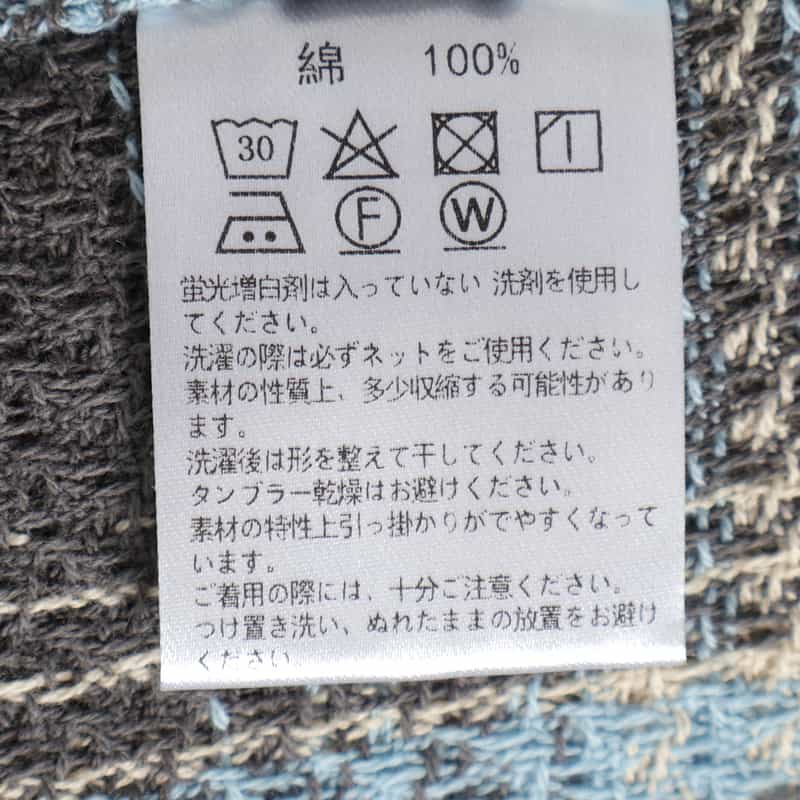 綿 100%
30
F W
蛍光増白剤は入っていない 洗剤を使用し
てください。
洗濯の際は必ずネットをご使用ください。
素材の性質上、多少収縮する可能性があり
ます。
洗濯後は形を整えて干してください。
タンブラー乾燥はお避けください。
素材の特性上引っ掛かりがでやすくなって
います。
ご着用の際には、十分ご注意ください。
つけ置き洗い、ぬれたままの放置をお避け
ください